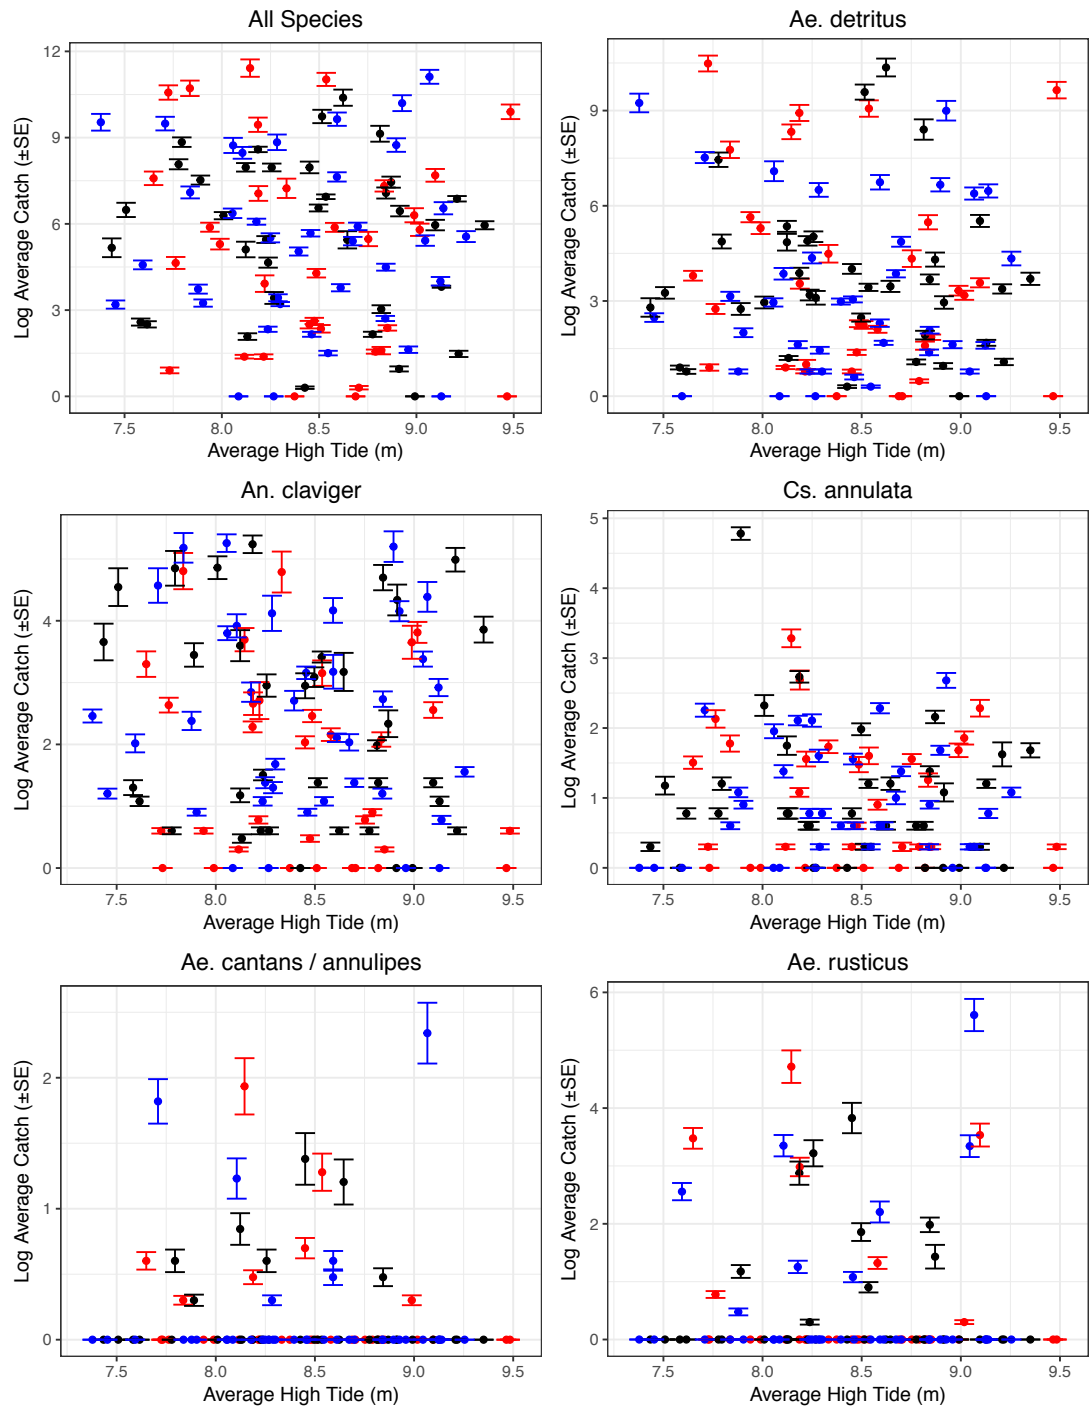 All Species
Log Average Catch (±SE)
12
9
6
3
0
7.5 8.0 8.5 9.0 9.5
Average High Tide (m)
Ae. detritus
Log Average Catch (±SE)
9
6
3
0
7.5 8.0 8.5 9.0 9.5
Average High Tide (m)
An. claviger
Log Average Catch (±SE)
4
2
0
7.5 8.0 8.5 9.0 9.5
Average High Tide (m)
Cs. annulata
Log Average Catch (±SE)
5
4
3
2
1
0
7.5 8.0 8.5 9.0 9.5
Average High Tide (m)
Ae. cantans / annulipes
Log Average Catch (±SE)
2
1
0
7.5 8.0 8.5 9.0 9.5
Average High Tide (m)
Ae. rusticus
Log Average Catch (±SE)
6
4
2
0
7.5 8.0 8.5 9.0 9.5
Average High Tide (m)